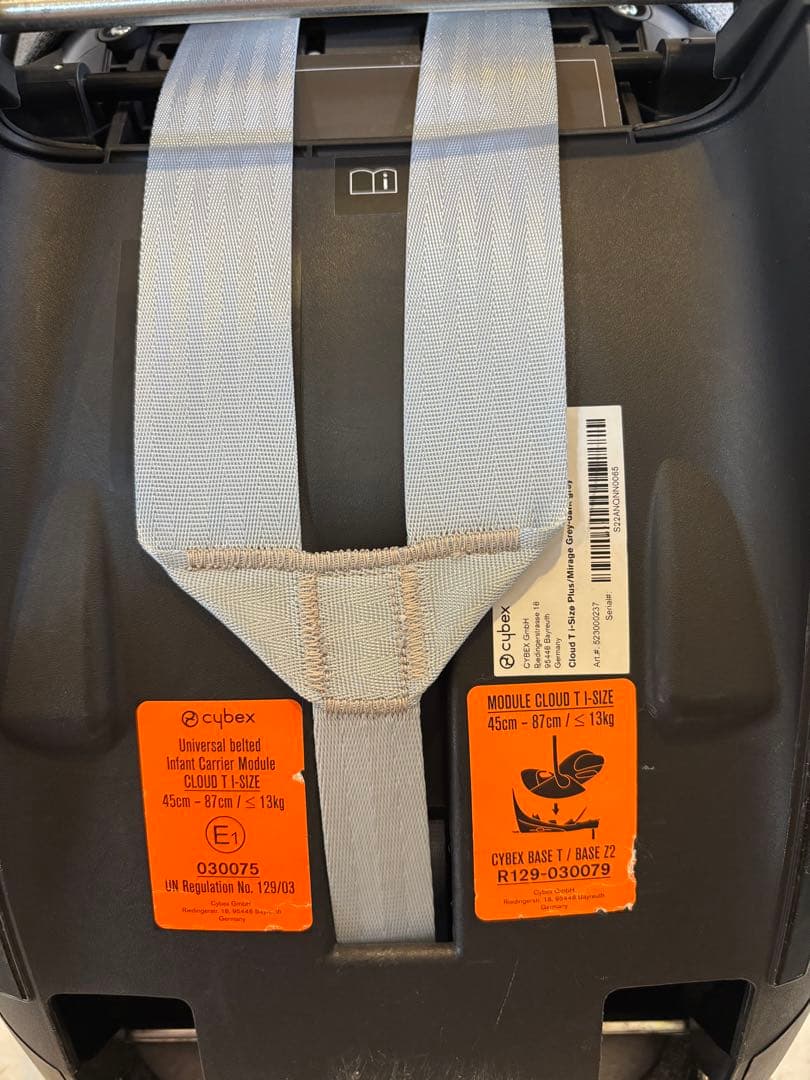 i
cybex
CYBEX GmbH
Riedingerstrasse 18
95448 Bayreuth
Germany
Cloud T i-Size Plus/Mirage Grey-dark grey
Art.#: 523000237
Serial#:
S22ANQNN0065
cybex
Universal belted
Infant Carrier Module
CLOUD T I-SIZE
45cm – 87cm / ≤ 13kg
E1
030075
UN Regulation No. 129/03
Cybex GmbH
Riedingerstr. 18, 95448 Bayreuth
Germany
MODULE CLOUD T I-SIZE
45cm – 87cm / ≤ 13kg
CYBEX BASE T / BASE Z2
R129-030079
Cybex GmbH
Riedingerstr. 18, 95448 Bayreuth
Germany